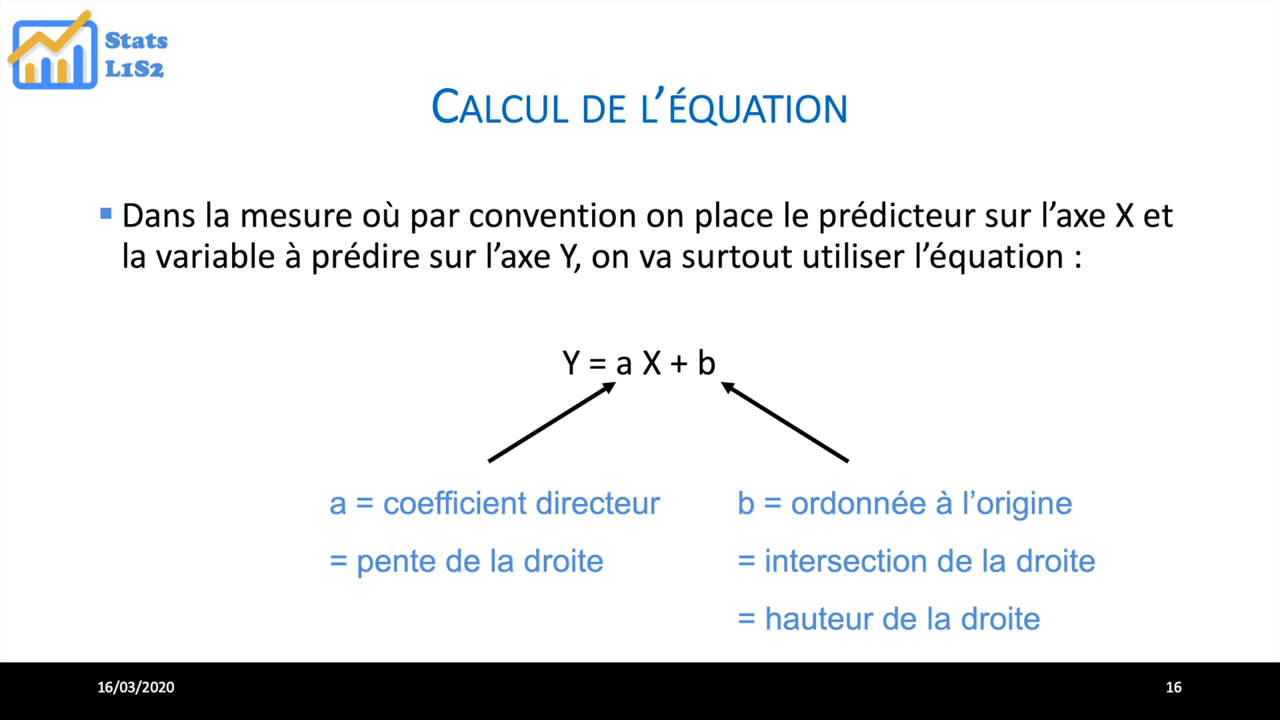 Stats
L1S2
CALCUL DE L’ÉQUATION
Dans la mesure où par convention on place le prédicteur sur l’axe X et
la variable à prédire sur l’axe Y, on va surtout utiliser l’équation :
Y = a X + b
a = coefficient directeur
= pente de la droite
b = ordonnée à l’origine
= intersection de la droite
= hauteur de la droite
16/03/2020
16